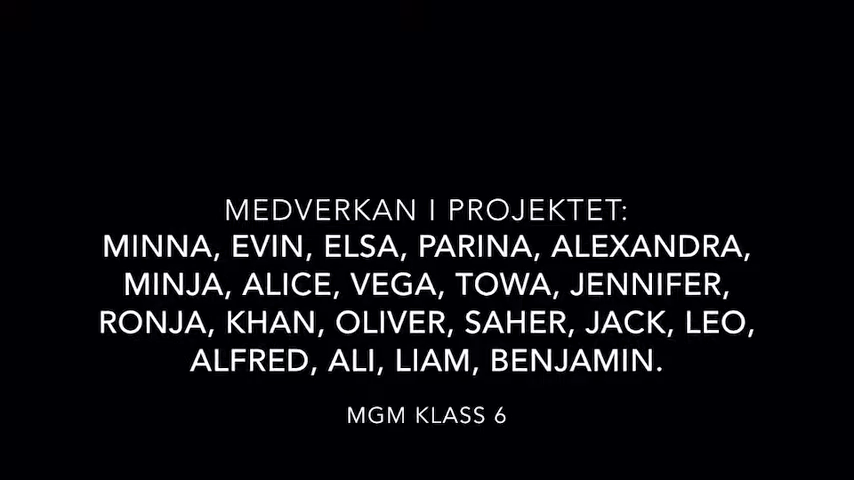 MEDVERKAN I PROJEKTET:
MINNA, EVIN, ELSA, PARINA, ALEXANDRA,
MINJA, ALICE, VEGA, TOWA, JENNIFER,
RONJA, KHAN, OLIVER, SAHER, JACK, LEO,
ALFRED, ALI, LIAM, BENJAMIN.
MGM KLASS 6